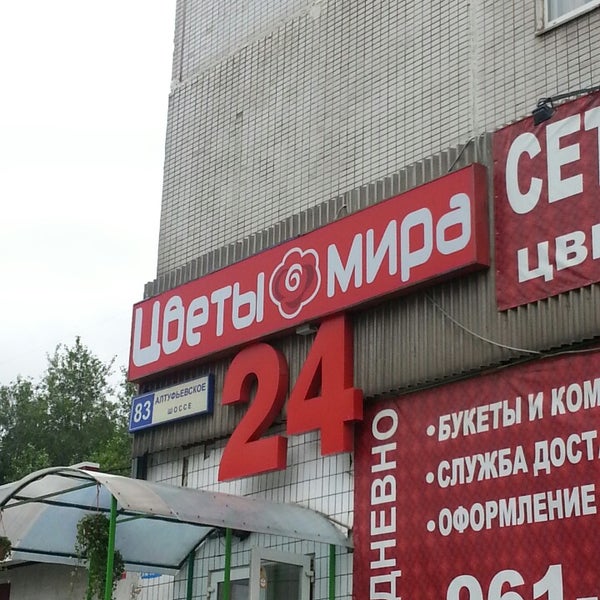 Цветы мира
24
83 АЛТУФЬЕВСКОЕ
ШОССЕ
СЕТ
ЦВ
ДНЕВНО
• БУКЕТЫ И КОМ
• СЛУЖБА ДОСТА
• ОФОРМЛЕНИЕ
961-